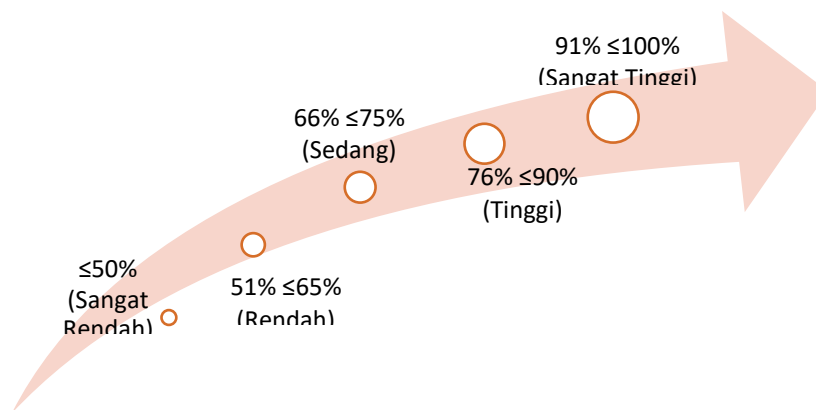 ≤50%
(Sangat
Rendah)
51% ≤65%
(Rendah)
66% ≤75%
(Sedang)
76% ≤90%
(Tinggi)
91% ≤100%
(Sangat Tinggi)